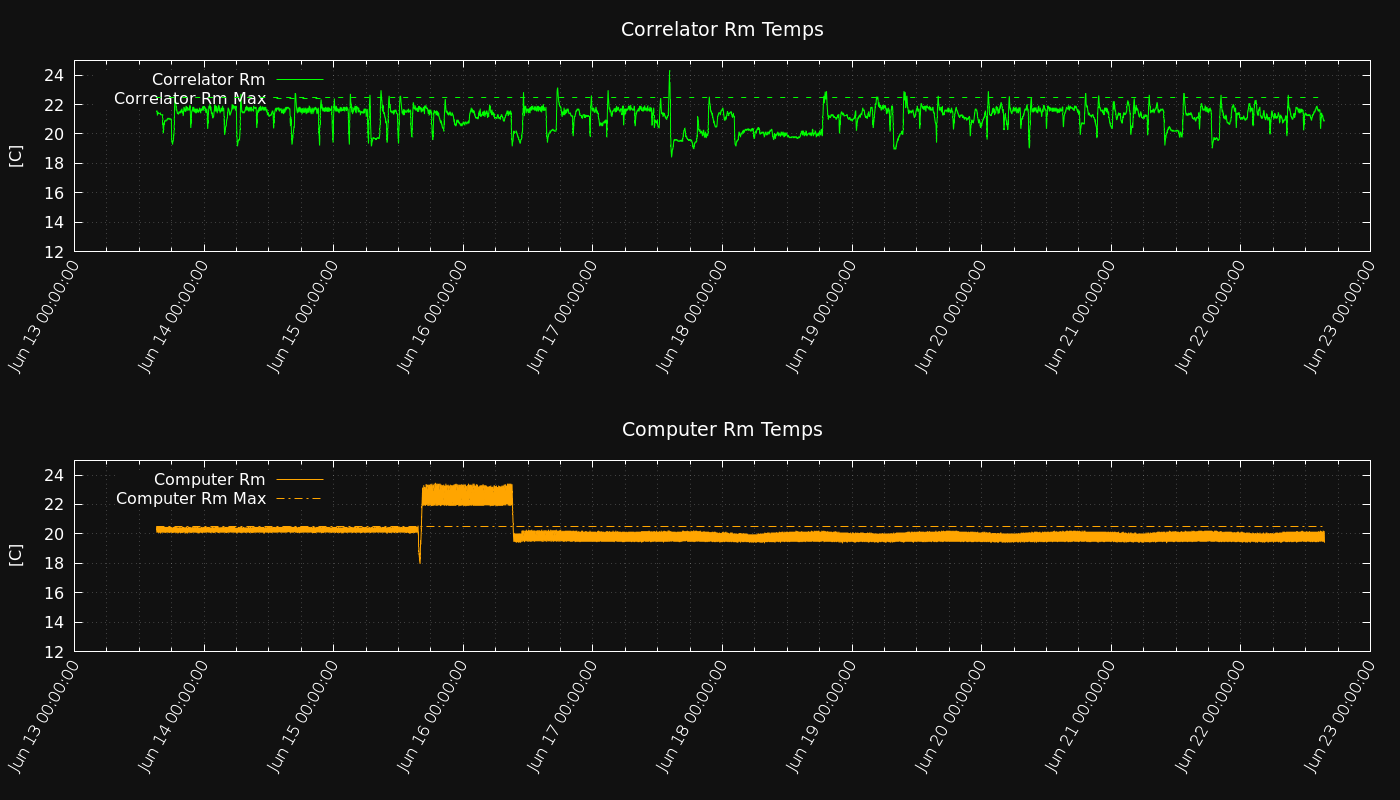 Correlator Rm Temps
Correlator Rm
Correlator Rm Max
[C]
24
22
20
18
16
14
12
Jun 13 00:00:00
Jun 14 00:00:00
Jun 15 00:00:00
Jun 16 00:00:00
Jun 17 00:00:00
Jun 18 00:00:00
Jun 19 00:00:00
Jun 20 00:00:00
Jun 21 00:00:00
Jun 22 00:00:00
Jun 23 00:00:00
Computer Rm Temps
Computer Rm
Computer Rm Max
[C]
24
22
20
18
16
14
12
Jun 13 00:00:00
Jun 14 00:00:00
Jun 15 00:00:00
Jun 16 00:00:00
Jun 17 00:00:00
Jun 18 00:00:00
Jun 19 00:00:00
Jun 20 00:00:00
Jun 21 00:00:00
Jun 22 00:00:00
Jun 23 00:00:00